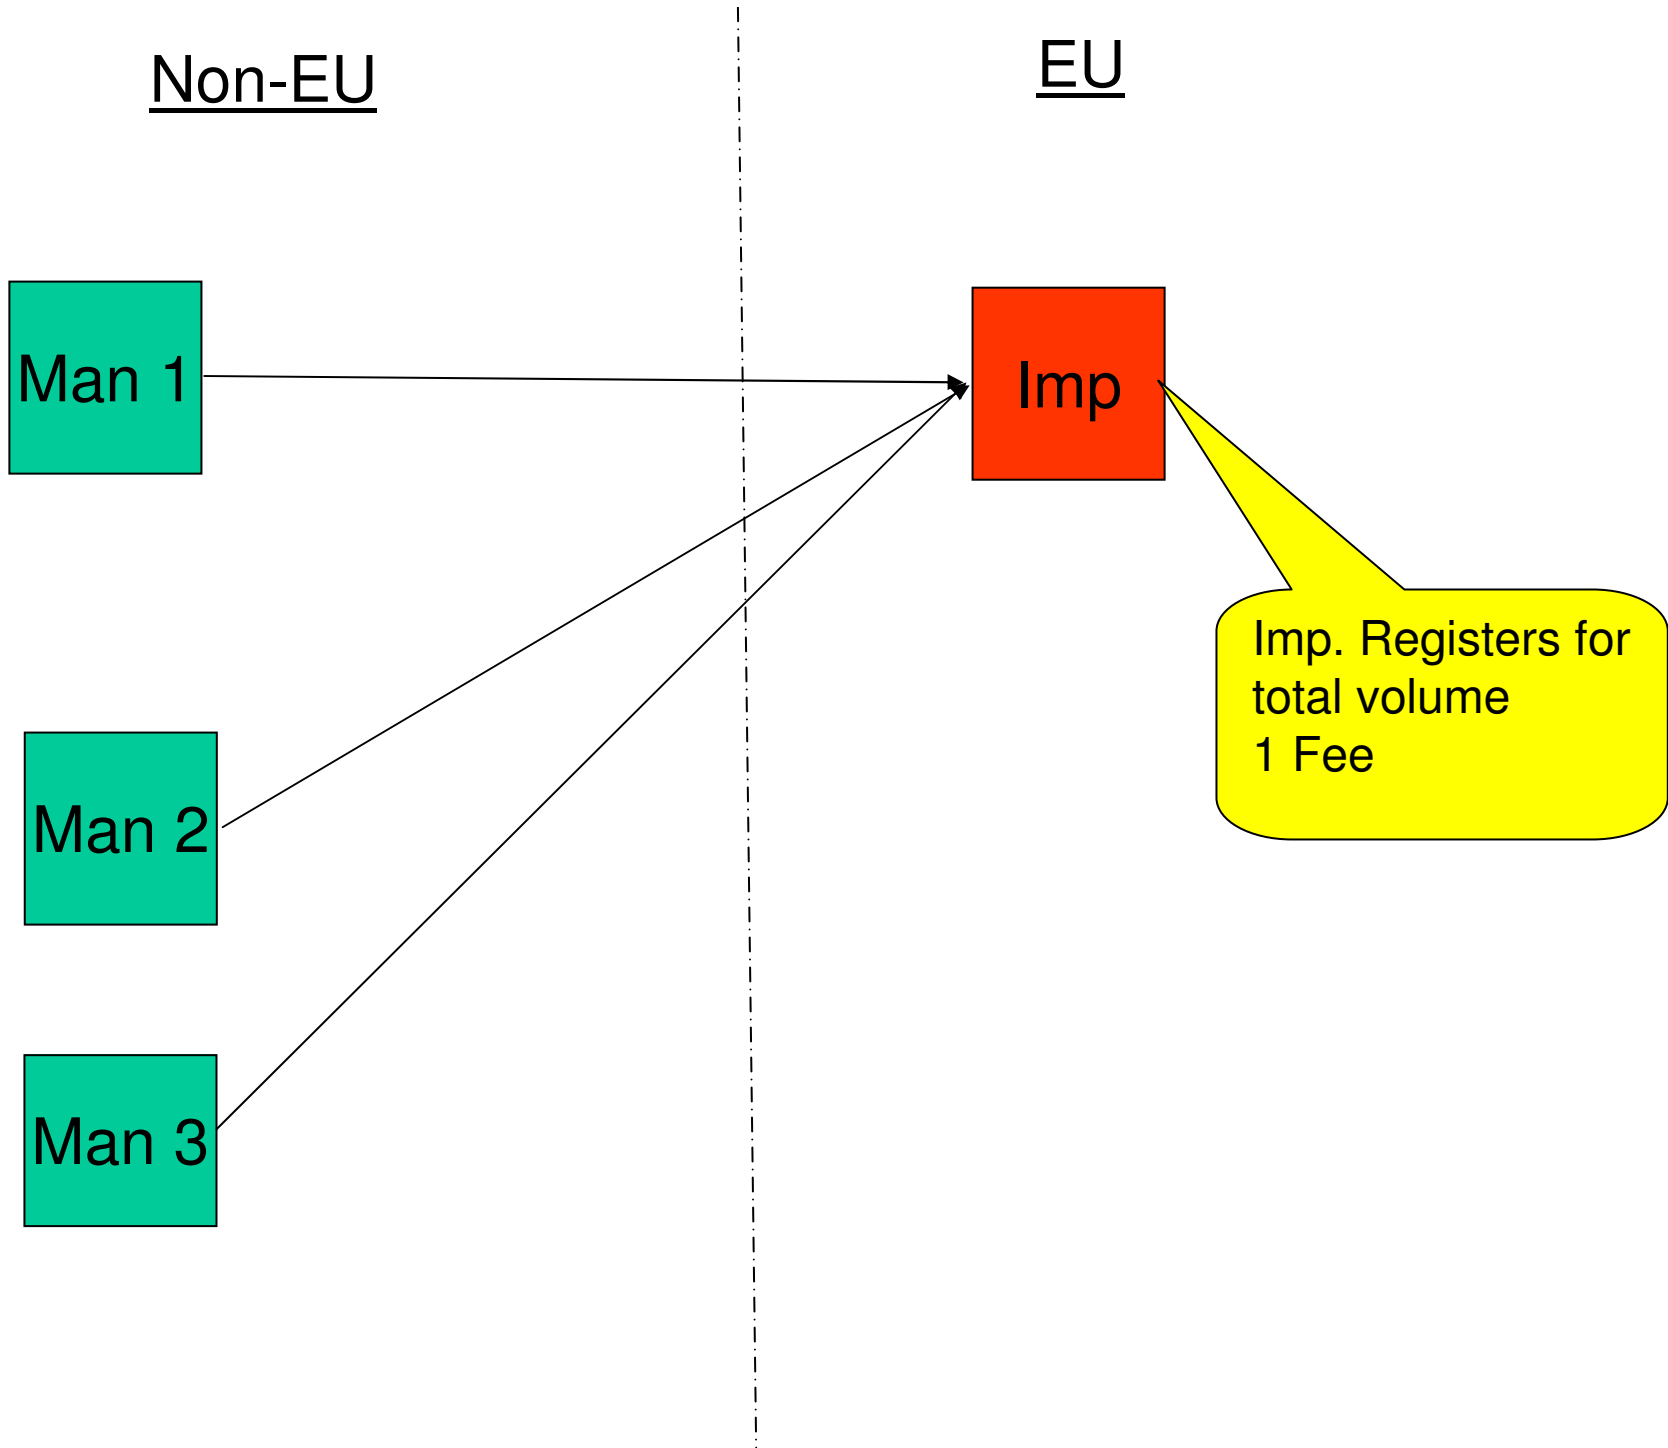 Non-EU
EU
Man 1
Imp
Imp. Registers for
total volume
1 Fee
Man 2
Man 3